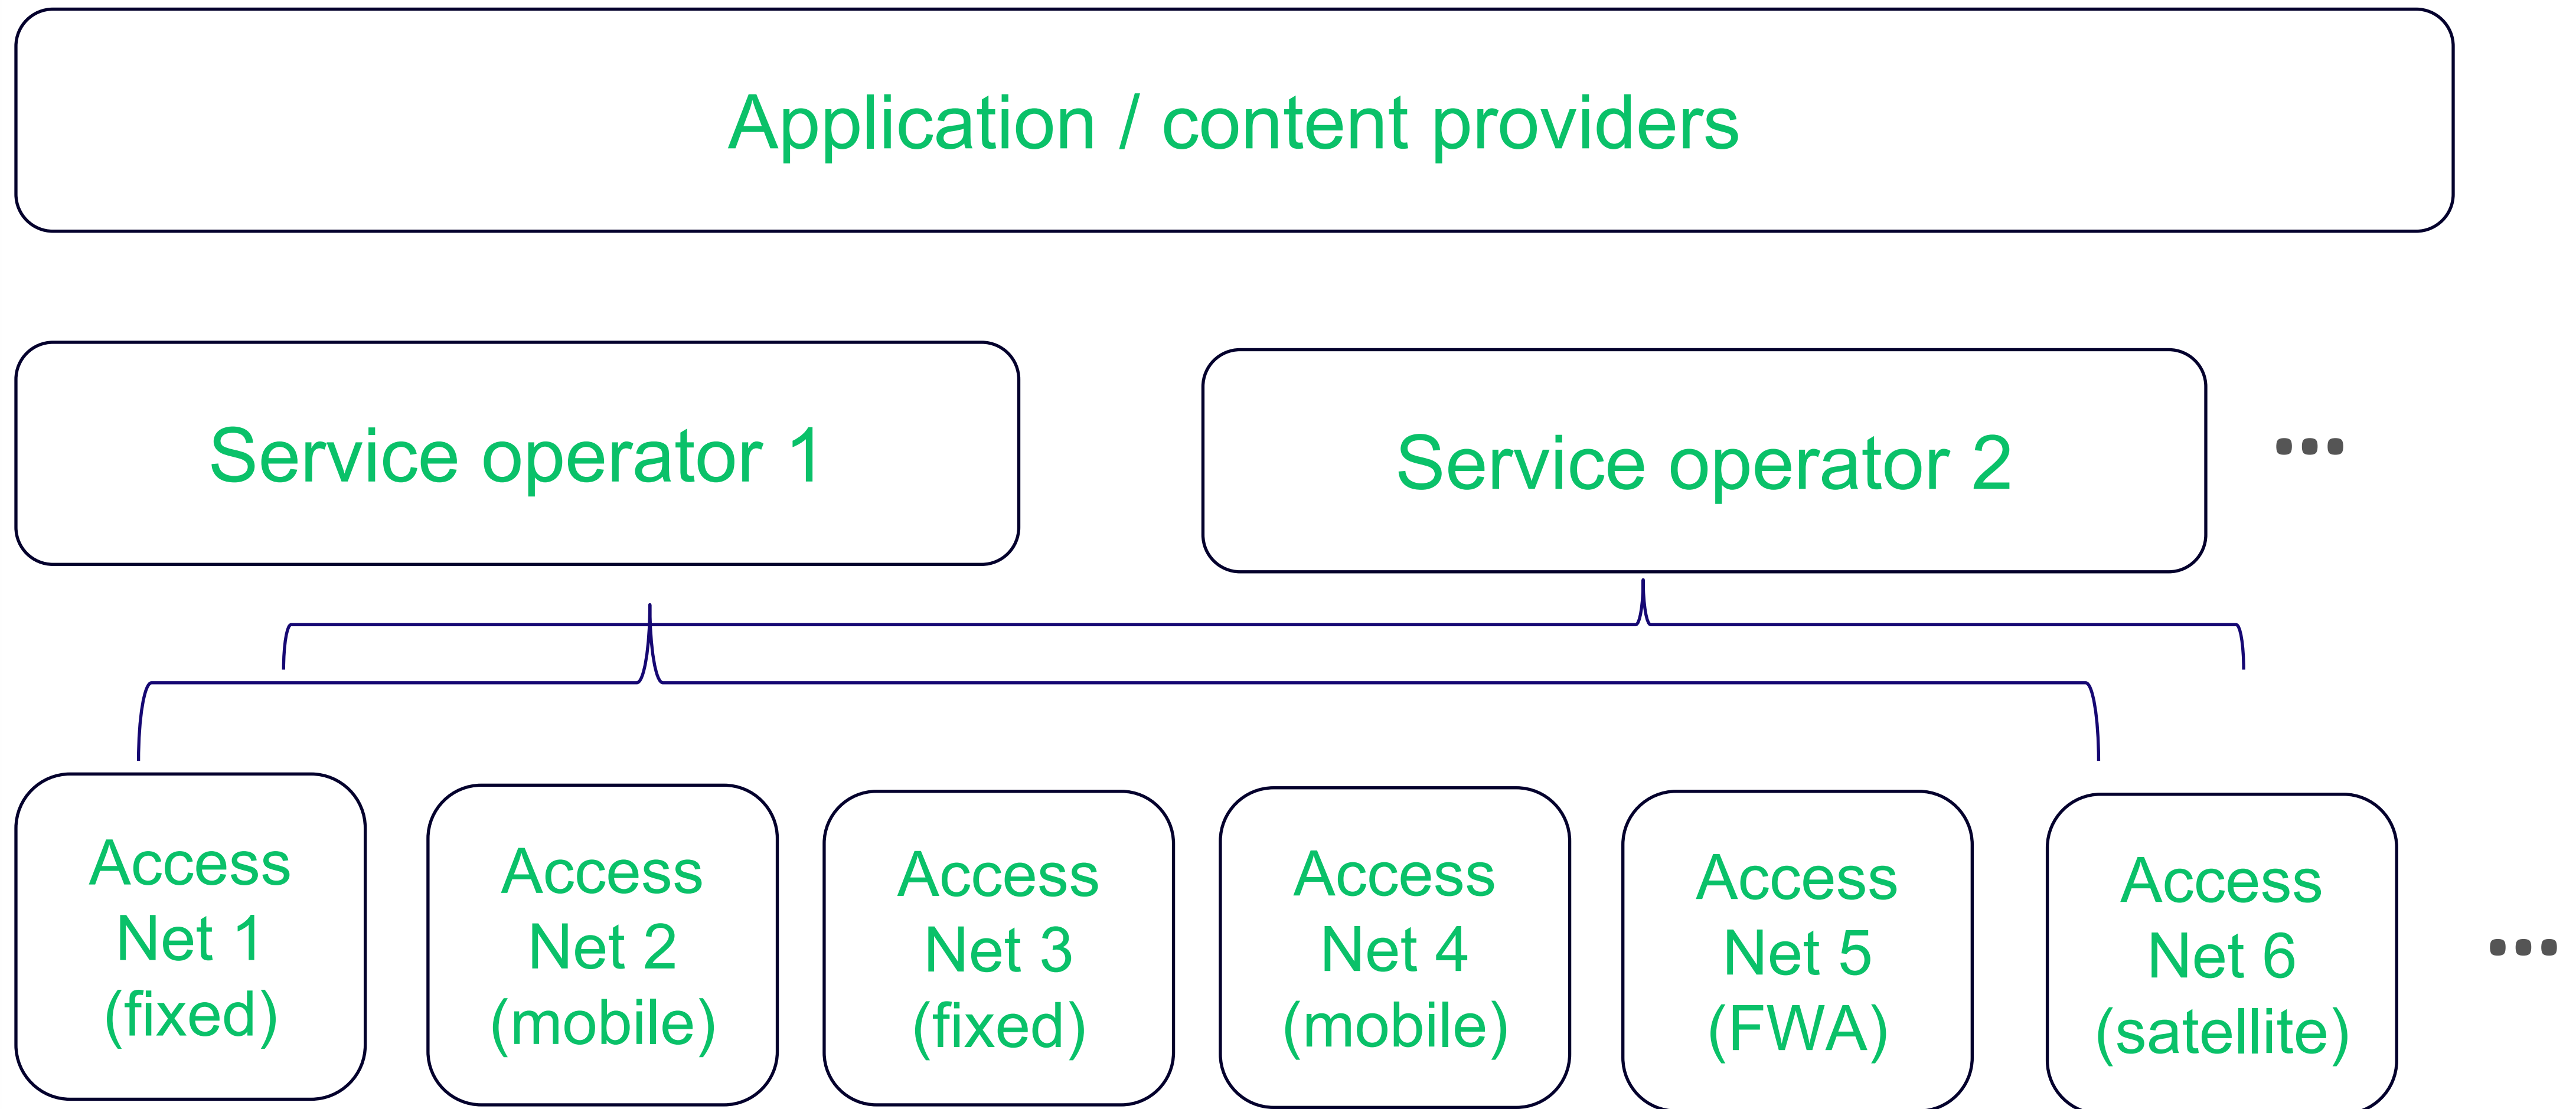 Application / content providers
Service operator 1
Service operator 2
...
Access
Net 1
(fixed)
Access
Net 2
(mobile)
Access
Net 3
(fixed)
Access
Net 4
(mobile)
Access
Net 5
(FWA)
Access
Net 6
(satellite)
...